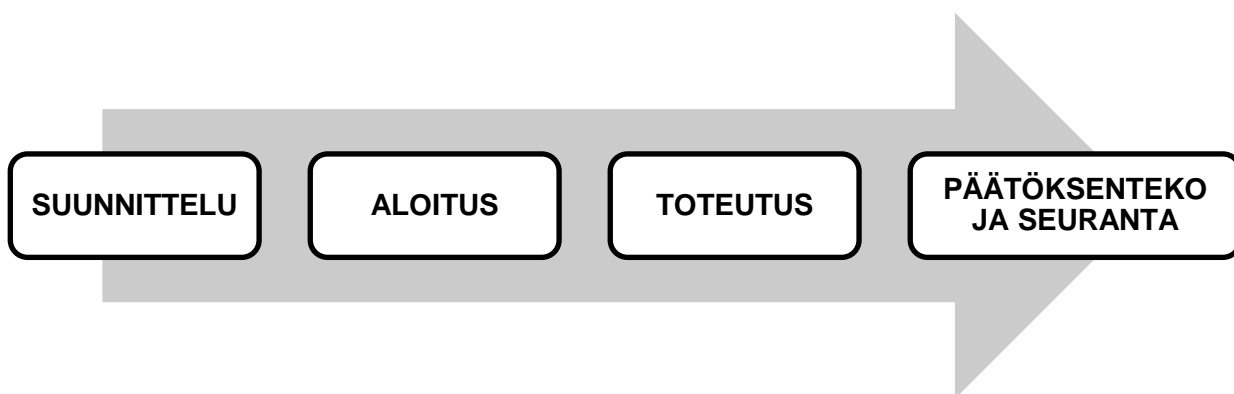 SUUNNITTELU
ALOITUS
TOTEUTUS
PÄÄTÖKSENTEKO
JA SEURANTA